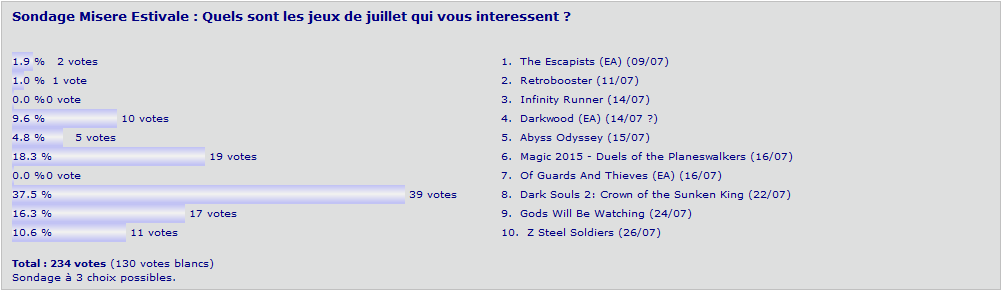 Sondage Misere Estivale : Quels sont les jeux de juillet qui vous interessent ?
1.9 % 2 votes 1. The Escapists (EA) (09/07)
1.0 % 1 vote 2. Retrobooster (11/07)
0.0 %0 vote 3. Infinity Runner (14/07)
9.6 % 10 votes 4. Darkwood (EA) (14/07 ?)
4.8 % 5 votes 5. Abyss Odyssey (15/07)
18.3 % 19 votes 6. Magic 2015 - Duels of the Planeswalkers (16/07)
0.0 %0 vote 7. Of Guards And Thieves (EA) (16/07)
37.5 % 39 votes 8. Dark Souls 2: Crown of the Sunken King (22/07)
16.3 % 17 votes 9. Gods Will Be Watching (24/07)
10.6 % 11 votes 10. Z Steel Soldiers (26/07)
Total : 234 votes (130 votes blancs)
Sondage à 3 choix possibles.